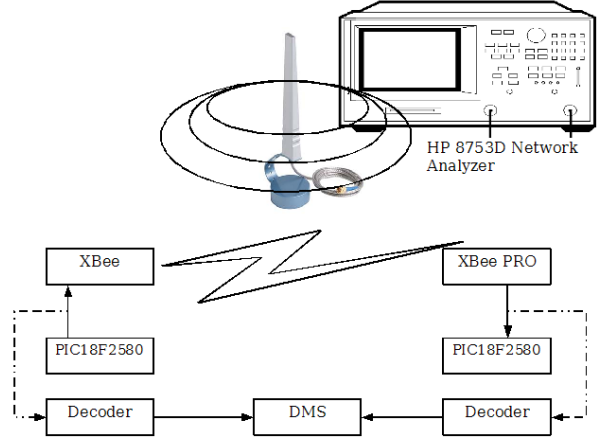 HP 8753D Network
Analyzer
XBee
XBee PRO
PIC18F2580
PIC18F2580
Decoder
DMS
Decoder